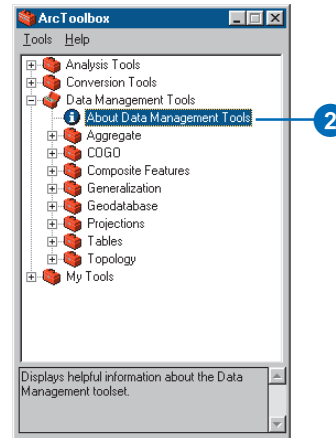 ArcToolbox
Tools Help
Analysis Tools
Conversion Tools
Data Management Tools
About Data Management Tools
2
Aggregate
COGO
Composite Features
Generalization
Geodatabase
Projections
Tables
Topology
My Tools
Displays helpful information about the Data
Management toolset.